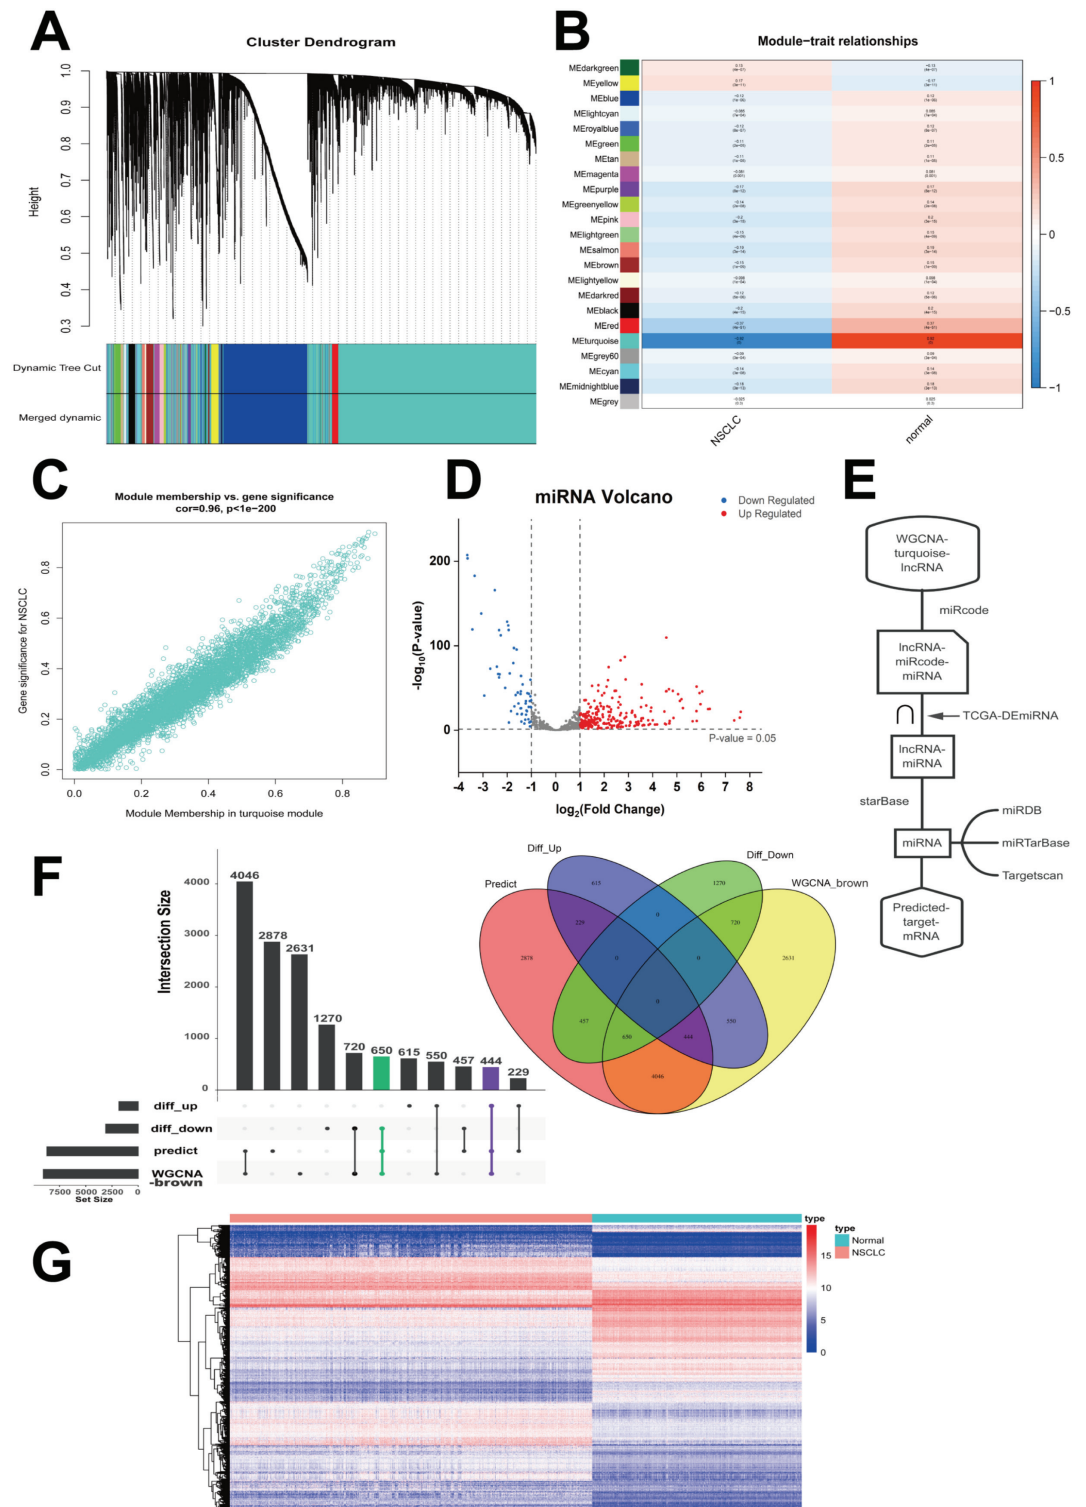 A
Cluster Dendrogram
Height
1.0
0.9
0.8
0.7
0.6
0.5
0.4
0.3
Dynamic Tree Cut
Merged dynamic
B
Module−trait relationships
MEdarkgreen
MEyellow
MEblue
MElightcyan
MEroyalblue
MEgreen
MEtan
MEmagenta
MEpurple
MEgreenyellow
MEpink
MElightgreen
MEsalmon
MEbrown
MElightyellow
MEdarkred
MEblack
MEred
MEturquoise
MEgrey60
MEcyan
MEmidnightblue
MEgrey
NSCLC
normal
1
0.5
0
−0.5
−1
C
Module membership vs. gene significance
cor=0.96, p<1e−200
Gene significance for NSCLC
0.8
0.6
0.4
0.2
0.0
0.0 0.2 0.4 0.6 0.8
Module Membership in turquoise module
D
miRNA Volcano
Down Regulated
Up Regulated
-log10(P-value)
200
100
0
P-value = 0.05
-4 -3 -2 -1 0 1 2 3 4 5 6 7 8
log2(Fold Change)
E
WGCNA-
turquoise-
lncRNA
miRcode
lncRNA-
miRcode-
miRNA
∩
TCGA-DEmiRNA
lncRNA-
miRNA
starBase
miRNA
miRDB
miRTarBase
Targetscan
Predicted-
target-
mRNA
F
Intersection Size
4000
3000
2000
1000
0
4046
2878
2631
1270
720
650
615
550
457
444
229
diff_up
diff_down
predict
WGCNA
-brown
7500 5000 2500 0
Set Size
Predict
Diff_Up
Diff_Down
WGCNA_brown
615
1270
229
0
720
2878
0
0
2631
0
457
650
444
550
4046
G
type
15
10
5
0
type
Normal
NSCLC